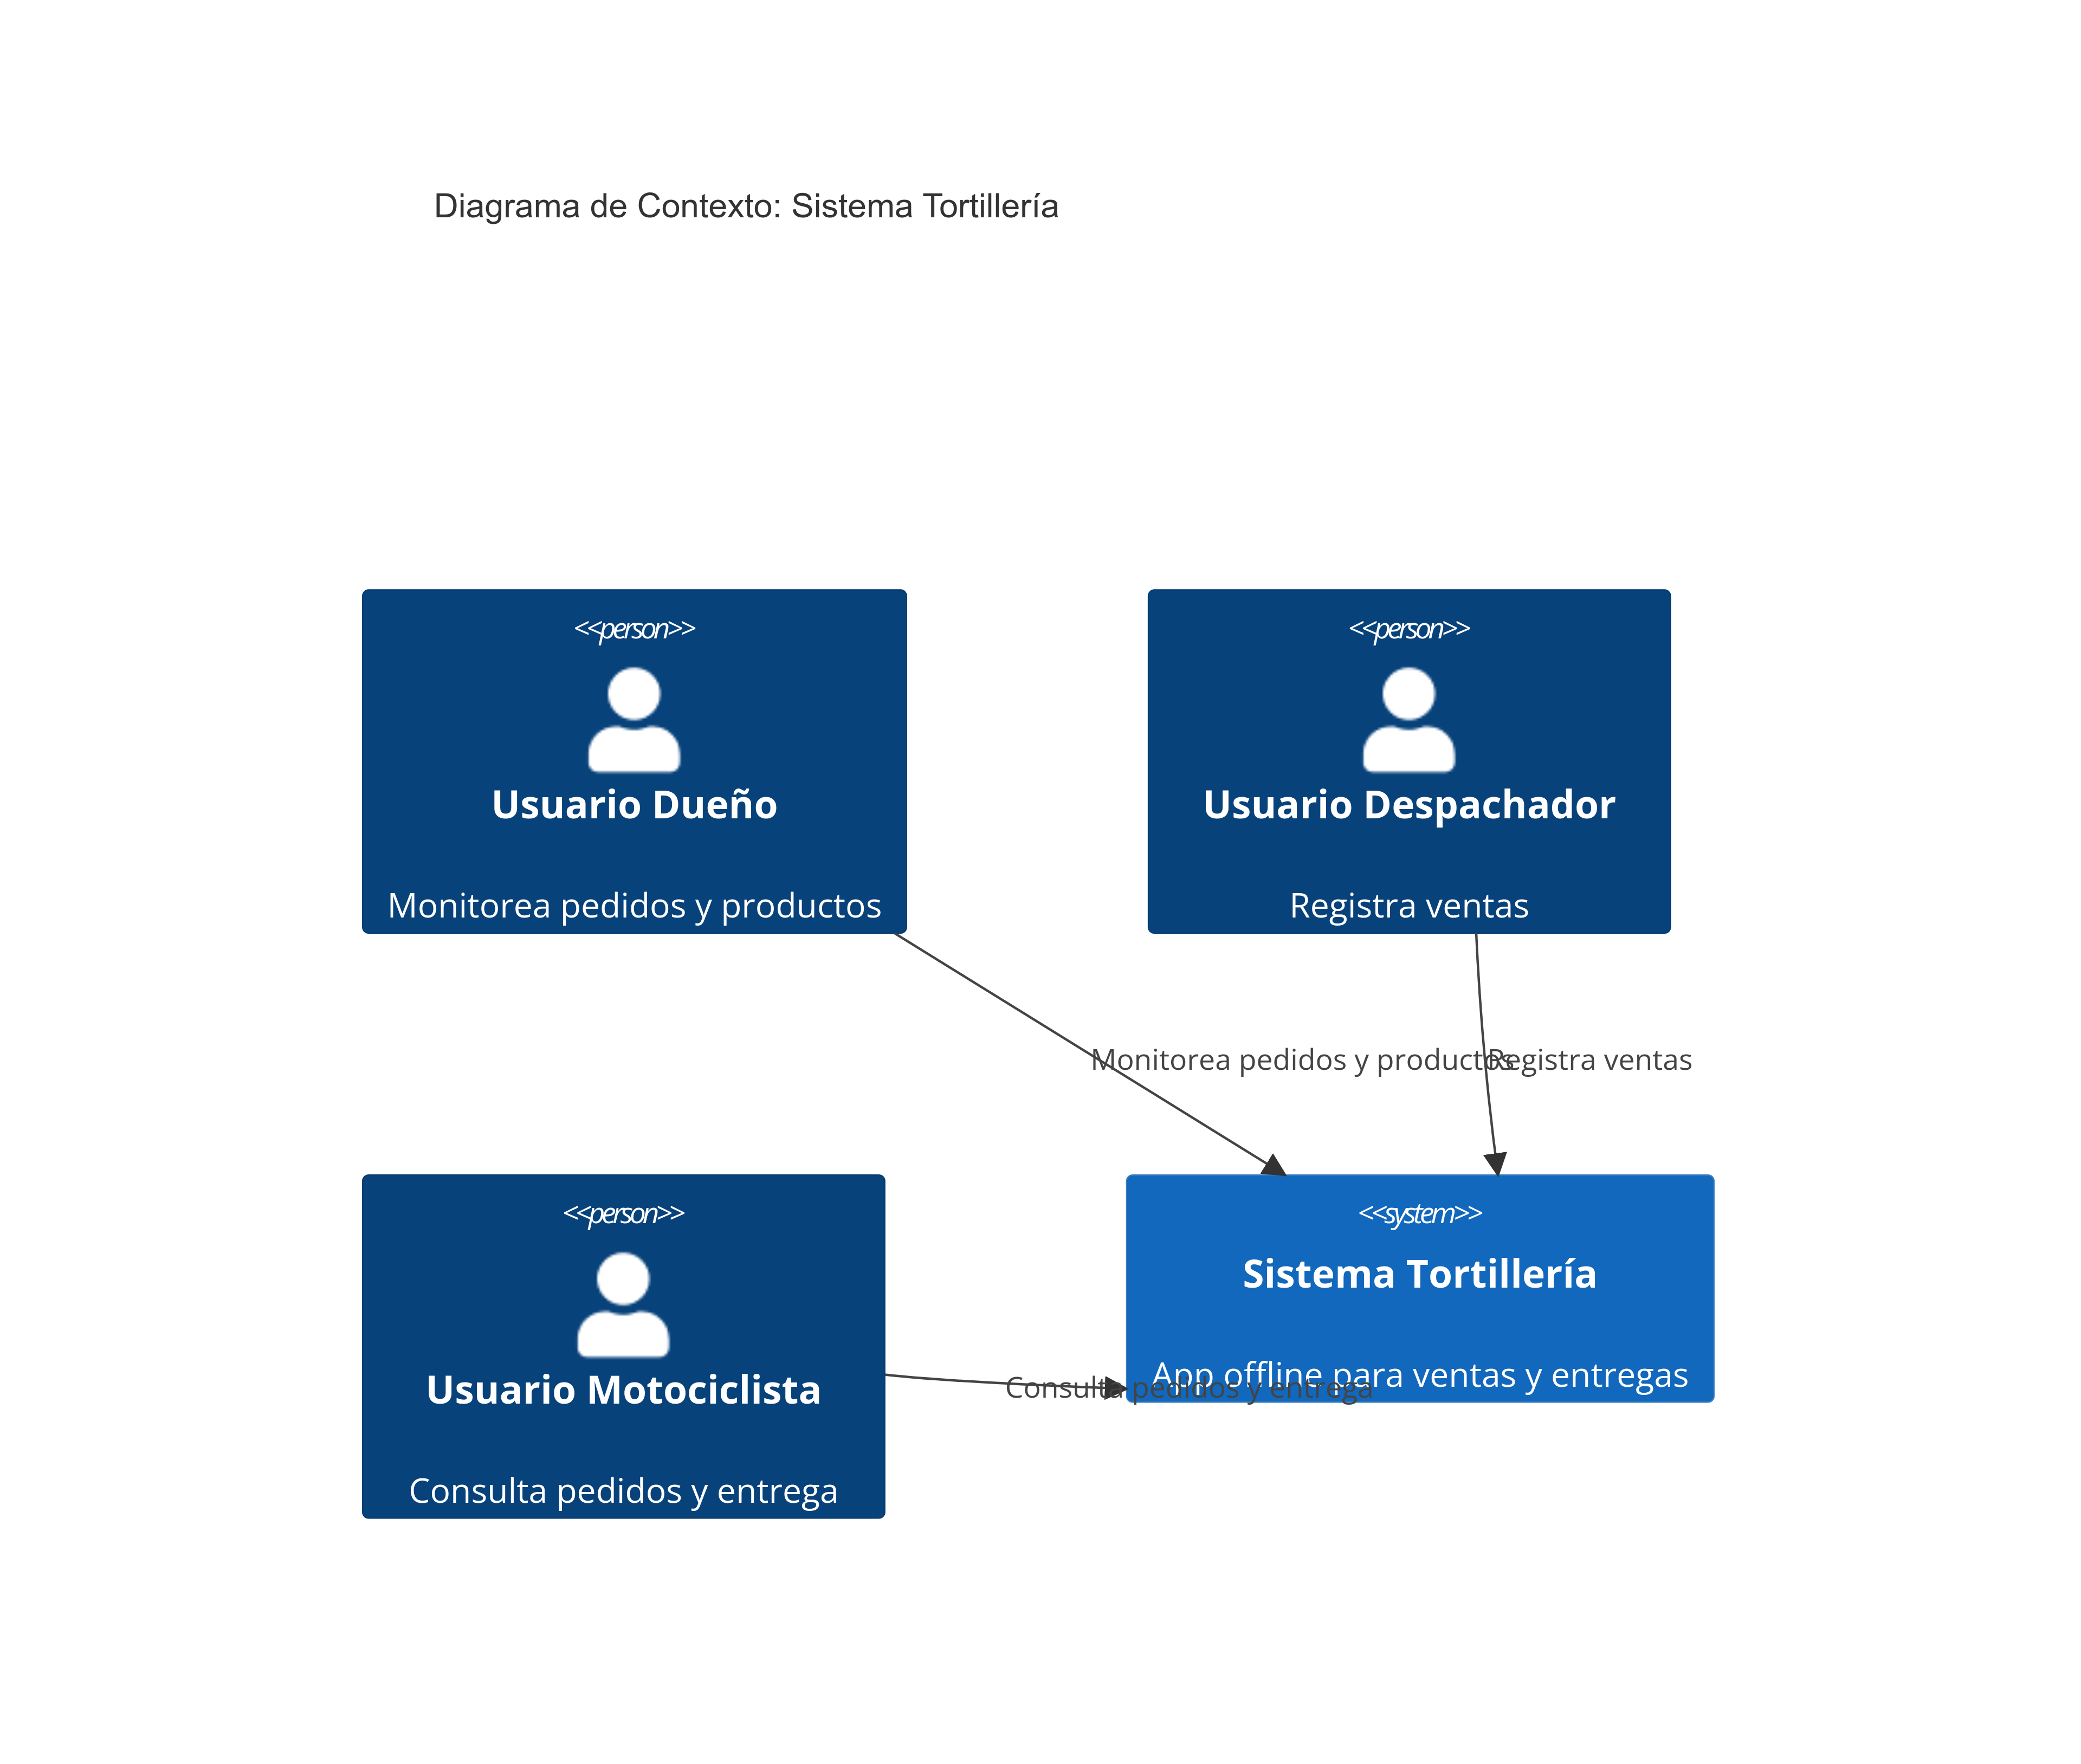 Diagrama de Contexto: Sistema Tortillería
<<person>>
Usuario Dueño
Monitorea pedidos y productos
<<person>>
Usuario Despachador
Registra ventas
Monitorea pedidos y productos
Registra ventas
<<person>>
Usuario Motociclista
Consulta pedidos y entrega
Consulta pedidos y entrega
<<system>>
Sistema Tortillería
App offline para ventas y entregas